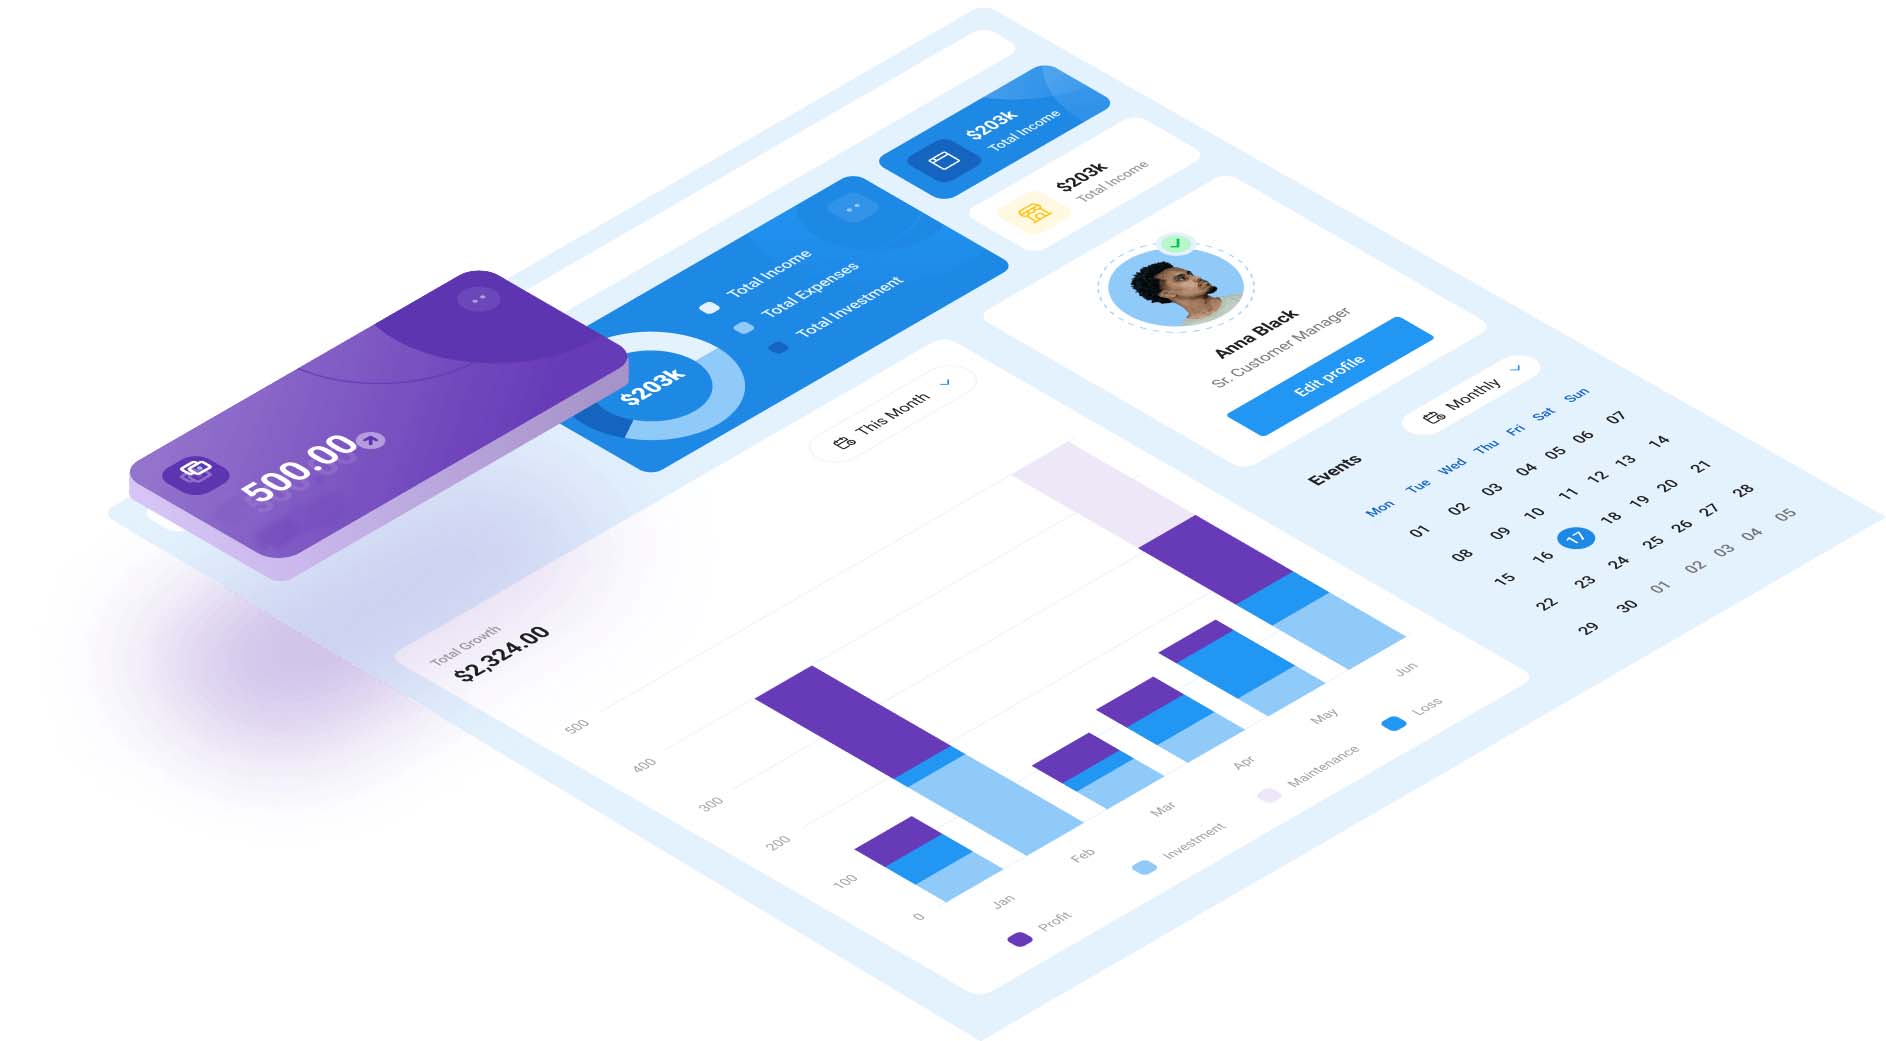 500.00
$203k
Total Income
Total Expenses
Total Investment
$203k
Total Income
$203k
Total Income
Anna Black
Sr. Customer Manager
Edit profile
Total Growth
$2,324.00
This Month
500
400
300
200
100
0
Jan
Feb
Mar
Apr
May
Jun
Profit
Investment
Maintenance
Loss
Events
Monthly
Mon Tue Wed Thu Fri Sat Sun
01 02 03 04 05 06 07
08 09 10 11 12 13 14
15 16 17 18 19 20 21
22 23 24 25 26 27 28
29 30 01 02 03 04 05